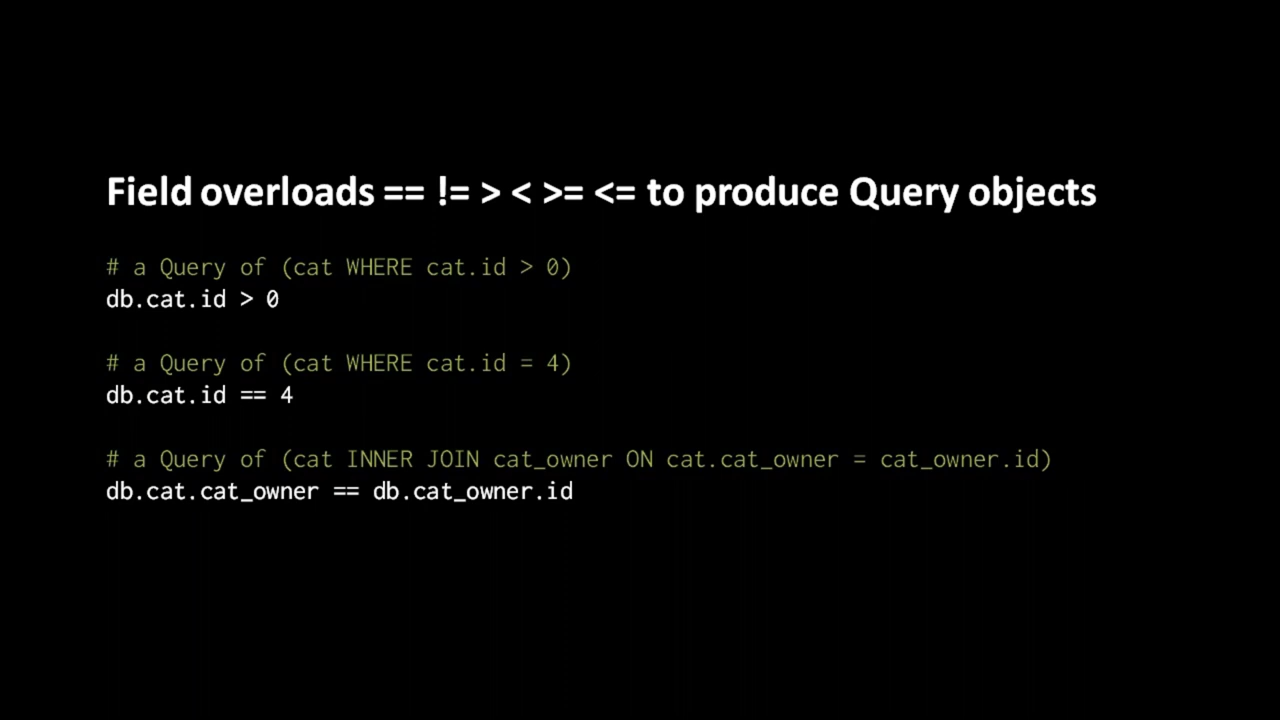 Field overloads == != > < >= <= to produce Query objects
# a Query of (cat WHERE cat.id > 0)
db.cat.id > 0
# a Query of (cat WHERE cat.id = 4)
db.cat.id == 4
# a Query of (cat INNER JOIN cat_owner ON cat.cat_owner = cat_owner.id)
db.cat.cat_owner == db.cat_owner.id